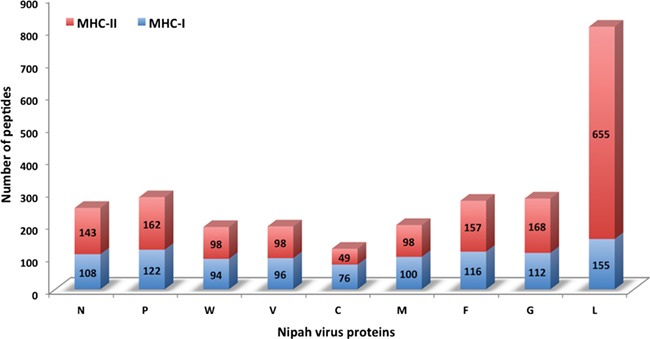 900
800
700
600
500
400
300
200
100
0
Number of peptides
MHC-II MHC-I
143 162 98 98 49 98 157 168 655
108 122 94 96 76 100 116 112 155
N P W V C M F G L
Nipah virus proteins